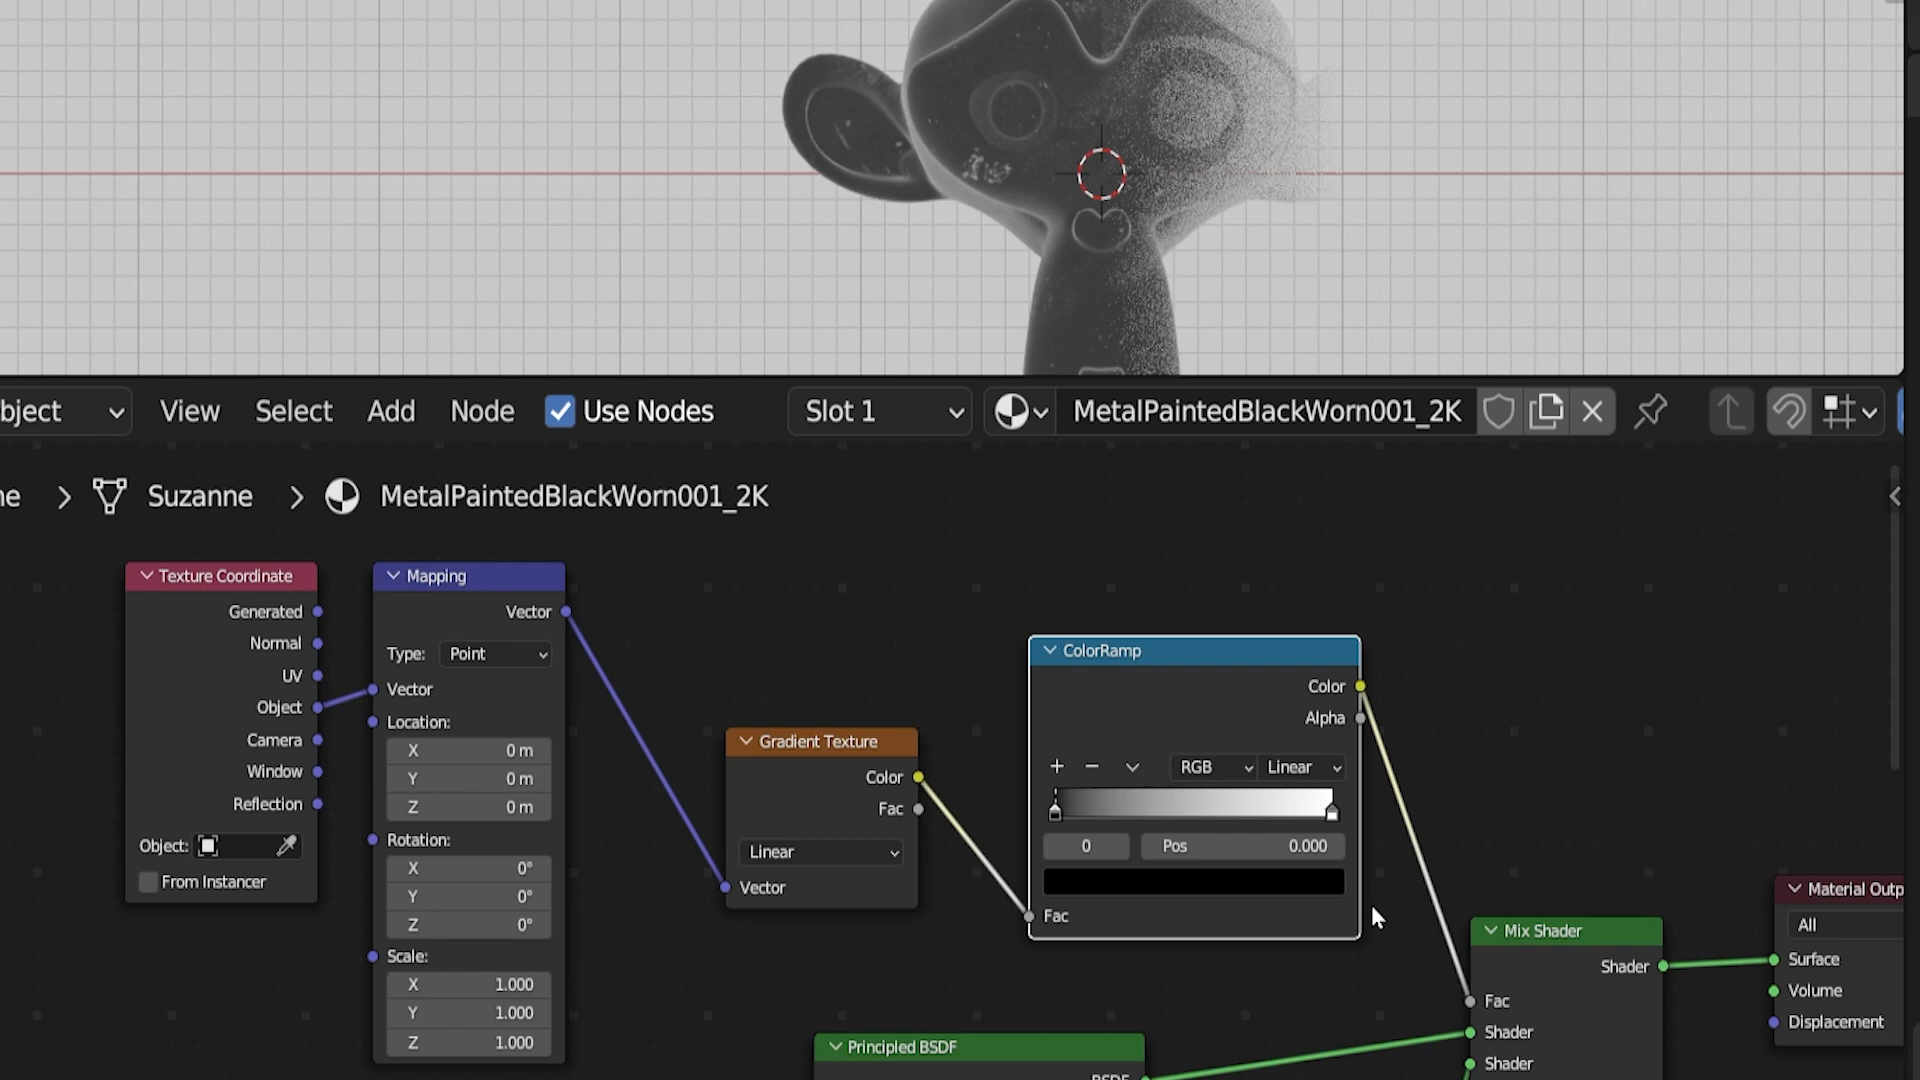 bject View Select Add Node Use Nodes Slot 1 MetalPaintedBlackWorn001_2K
ne Suzanne MetalPaintedBlackWorn001_2K
Texture Coordinate
Generated
Normal
UV
Object
Camera
Window
Reflection
Object:
From Instancer
Mapping
Vector
Type: Point
Vector
Location:
X 0 m
Y 0 m
Z 0 m
Rotation:
X 0°
Y 0°
Z 0°
Scale:
X 1.000
Y 1.000
Z 1.000
Gradient Texture
Color
Fac
Linear
Vector
ColorRamp
Color
Alpha
+ − RGB Linear
0 Pos 0.000
Fac
Principled BSDF
BSDF
Mix Shader
Shader
Fac
Shader
Shader
Material Outp
All
Surface
Volume
Displacement